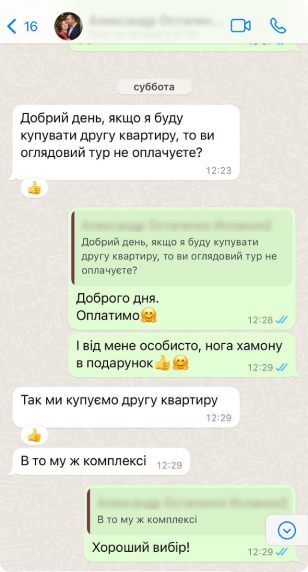 16
суббота
Добрий день, якщо я буду
купувати другу квартиру, то ви
оглядовий тур не оплачуєте?
12:23
Добрий день, якщо я буду купувати
другу квартиру, то ви оглядовий тур не
оплачуєте?
Доброго дня.
Оплатимо🤗
12:28
І від мене особисто, нога хамону
в подарунок👍🤗
12:29
Так ми купуємо другу квартиру
12:29
В то му ж комплексі
12:29
В то му ж комплексі
Хороший вибір!
12:29